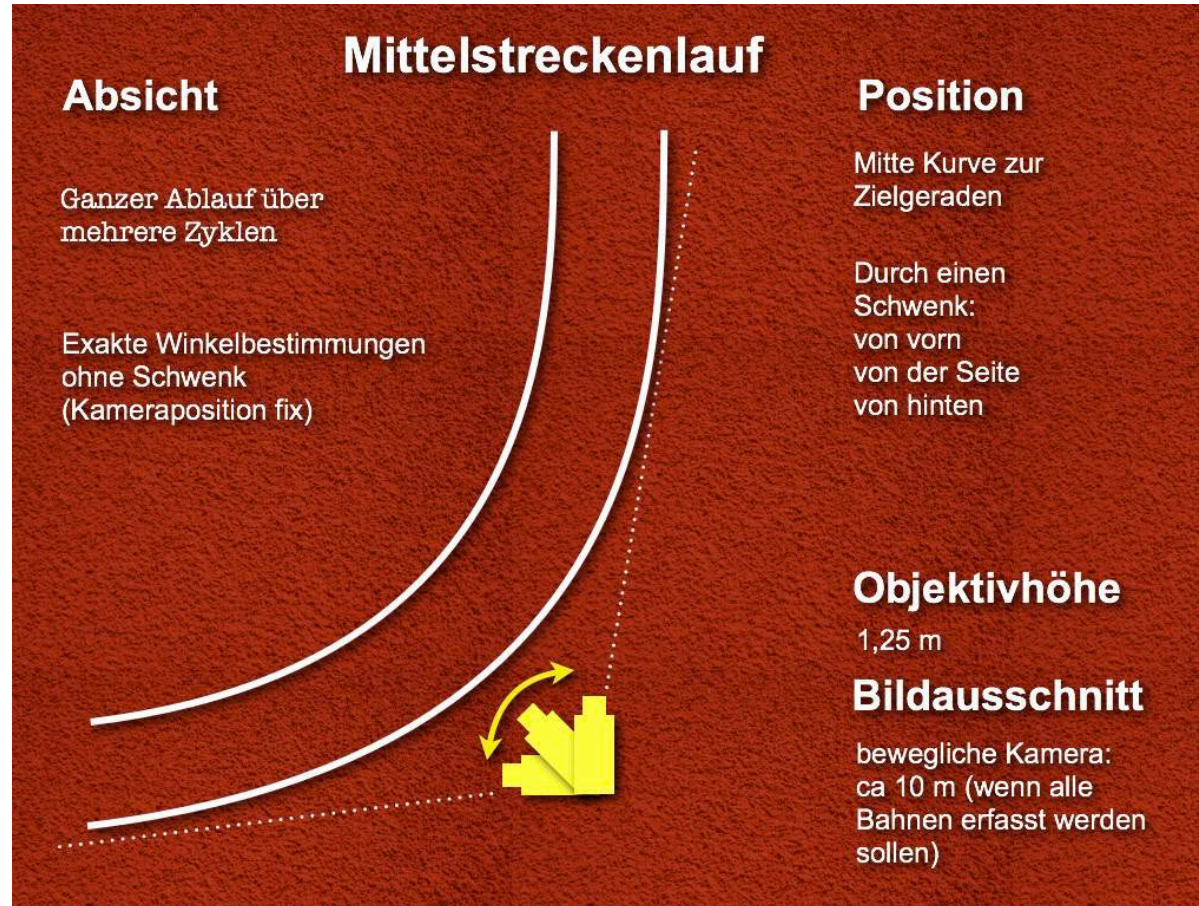 Mittelstreckenlauf
Absicht
Ganzer Ablauf über
mehrere Zyklen
Exakte Winkelbestimmungen
ohne Schwenk
(Kameraposition fix)
Position
Mitte Kurve zur
Zielgeraden
Durch einen
Schwenk:
von vorn
von der Seite
von hinten
Objektivhöhe
1,25 m
Bildausschnitt
bewegliche Kamera:
ca 10 m (wenn alle
Bahnen erfasst werden
sollen)